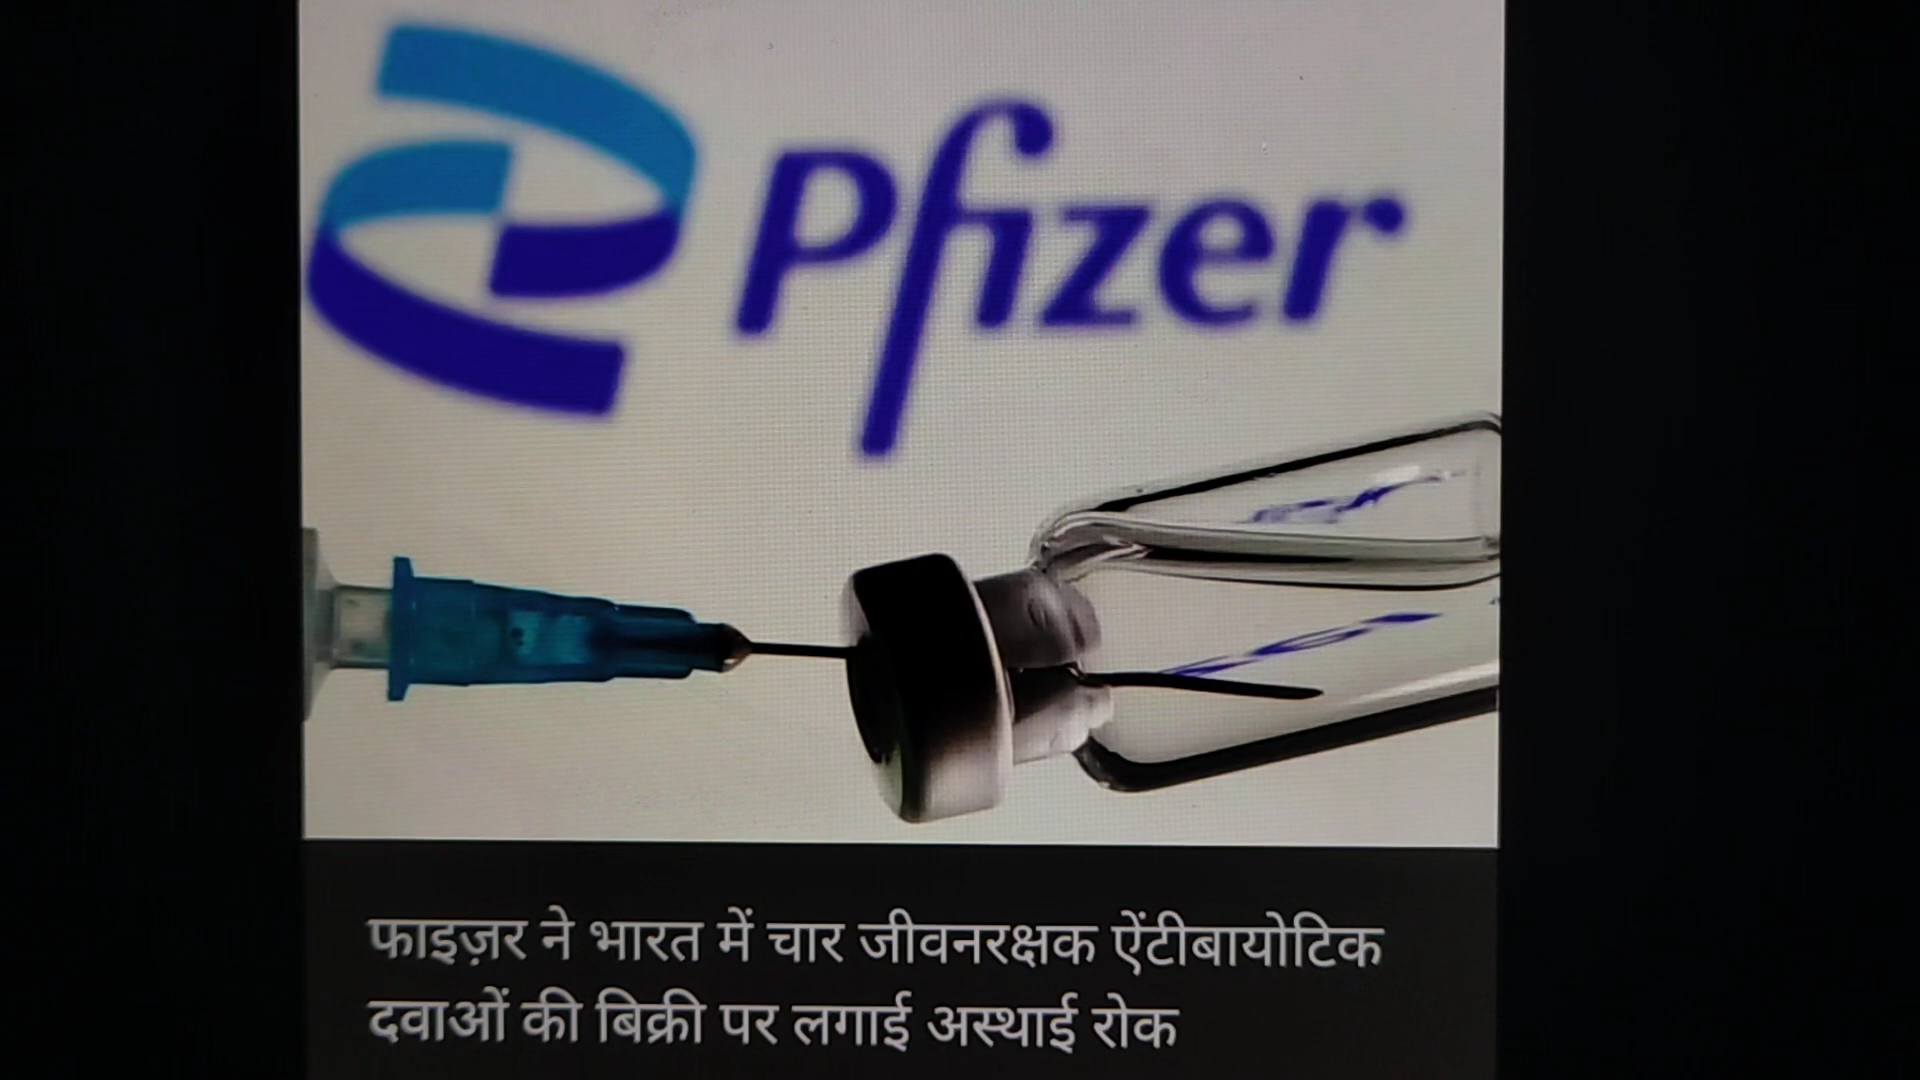 Pfizer
फाइज़र ने भारत में चार जीवनरक्षक ऐंटीबायोटिक
दवाओं की बिक्री पर लगाई अस्थाई रोक